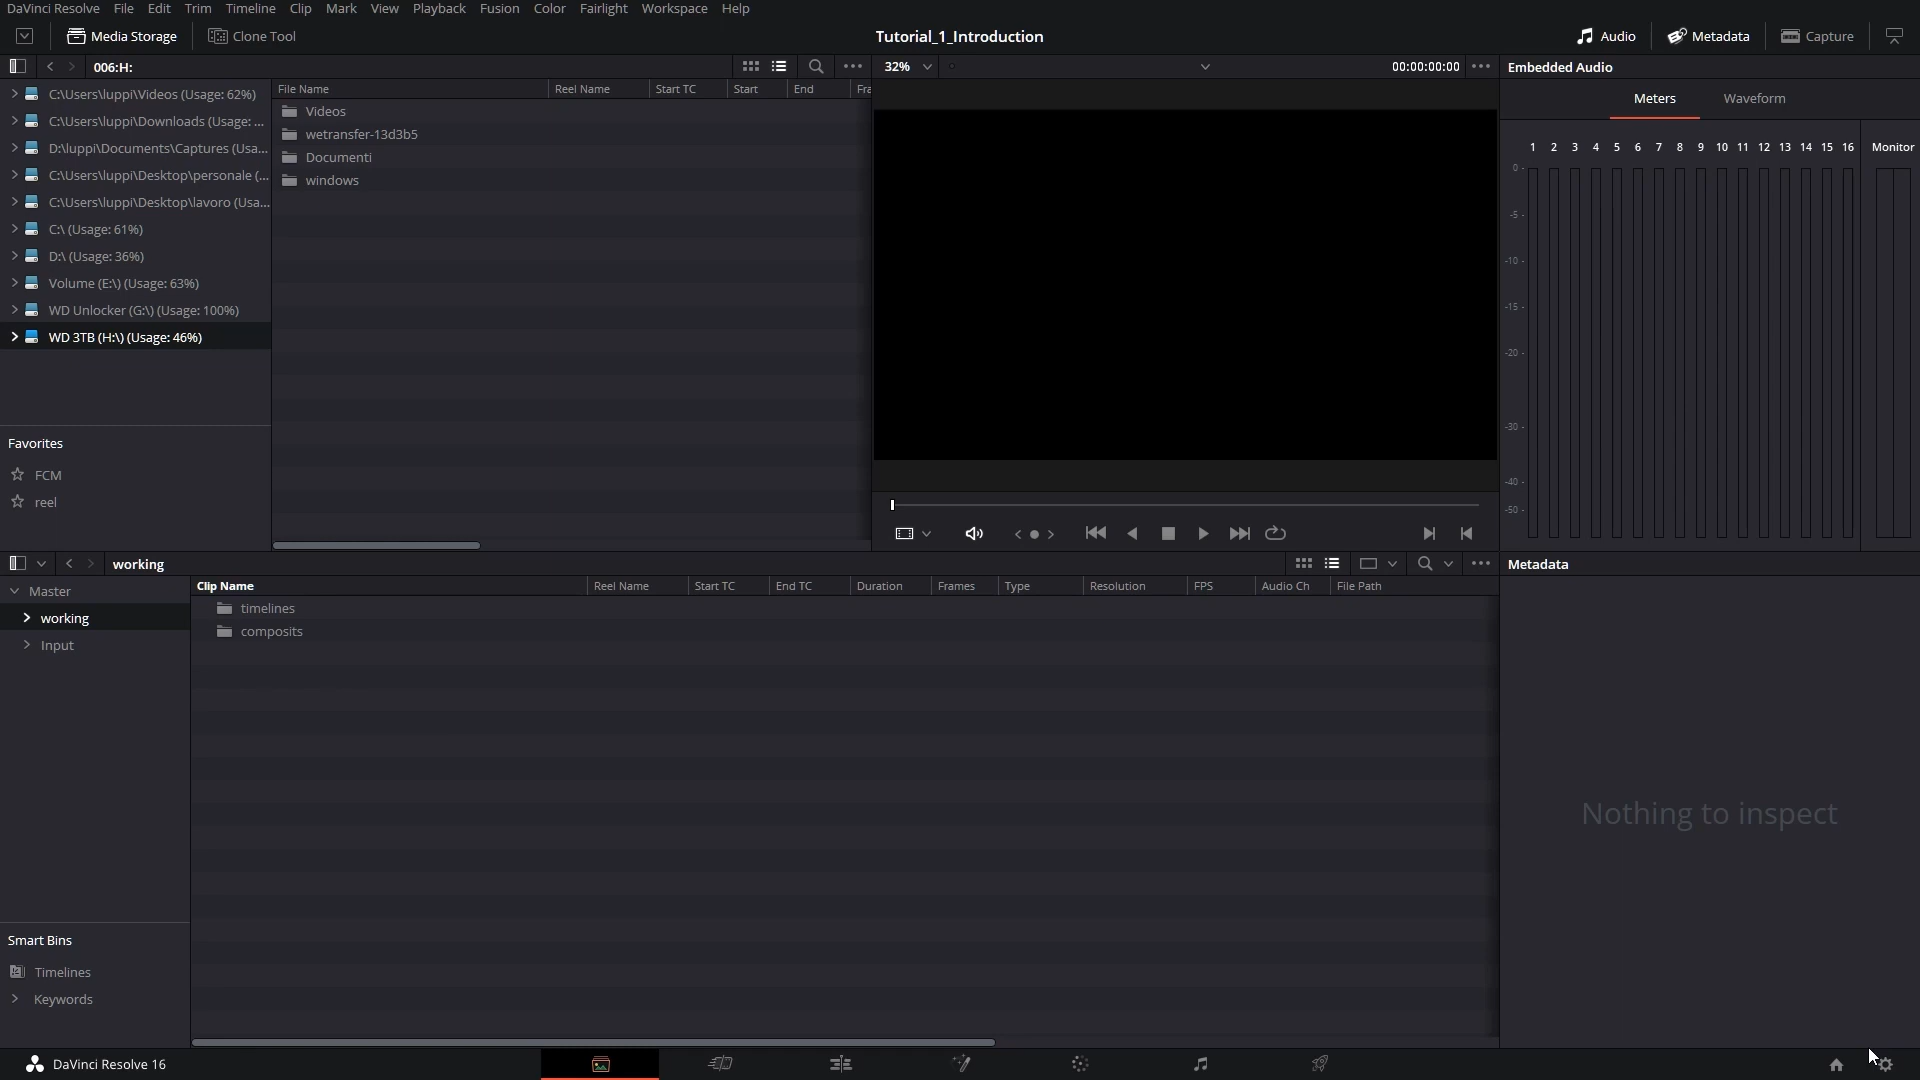 DaVinci Resolve File Edit Trim Timeline Clip Mark View Playback Fusion Color Fairlight Workspace Help
Media Storage Clone Tool Tutorial_1_Introduction Audio Metadata Capture
006:H: 32% 00:00:00:00 Embedded Audio
File Name Reel Name Start TC Start End Fra
Meters Waveform
C:\Users\luppi\Videos (Usage: 62%)
C:\Users\luppi\Downloads (Usage: ...
D:\luppi\Documents\Captures (Usa...
C:\Users\luppi\Desktop\personale (...
C:\Users\luppi\Desktop\lavoro (Usa...
C:\ (Usage: 61%)
D:\ (Usage: 36%)
Volume (E:\) (Usage: 63%)
WD Unlocker (G:\) (Usage: 100%)
WD 3TB (H:\) (Usage: 46%)
Videos
wetransfer-13d3b5
Documenti
windows
1 2 3 4 5 6 7 8 9 10 11 12 13 14 15 16 Monitor
0 -
-5 -
-10 -
-15 -
-20 -
-30 -
-40 -
-50 -
Favorites
FCM
reel
working Metadata
Master
working
Input
Clip Name Reel Name Start TC End TC Duration Frames Type Resolution FPS Audio Ch File Path
timelines
composits
Nothing to inspect
Smart Bins
Timelines
Keywords
DaVinci Resolve 16